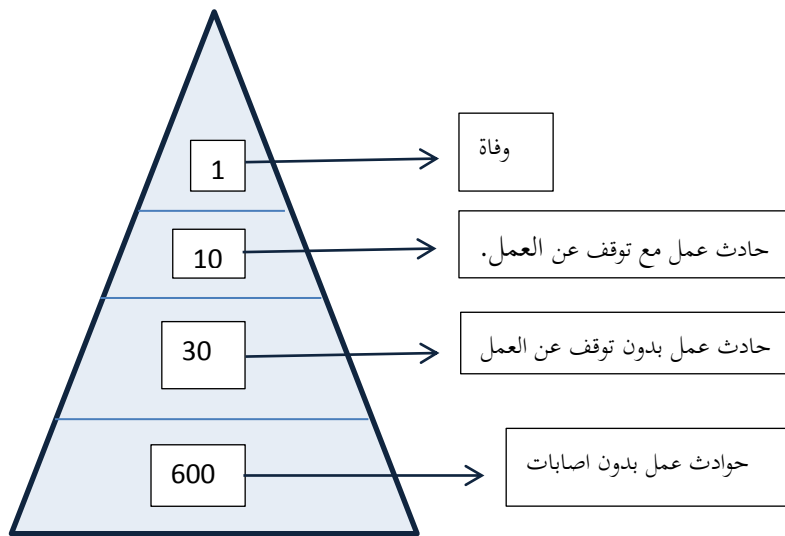 1
وفاة
10
حادث عمل مع توقف عن العمل.
30
حادث عمل بدون توقف عن العمل
600
حوادث عمل بدون اصابات